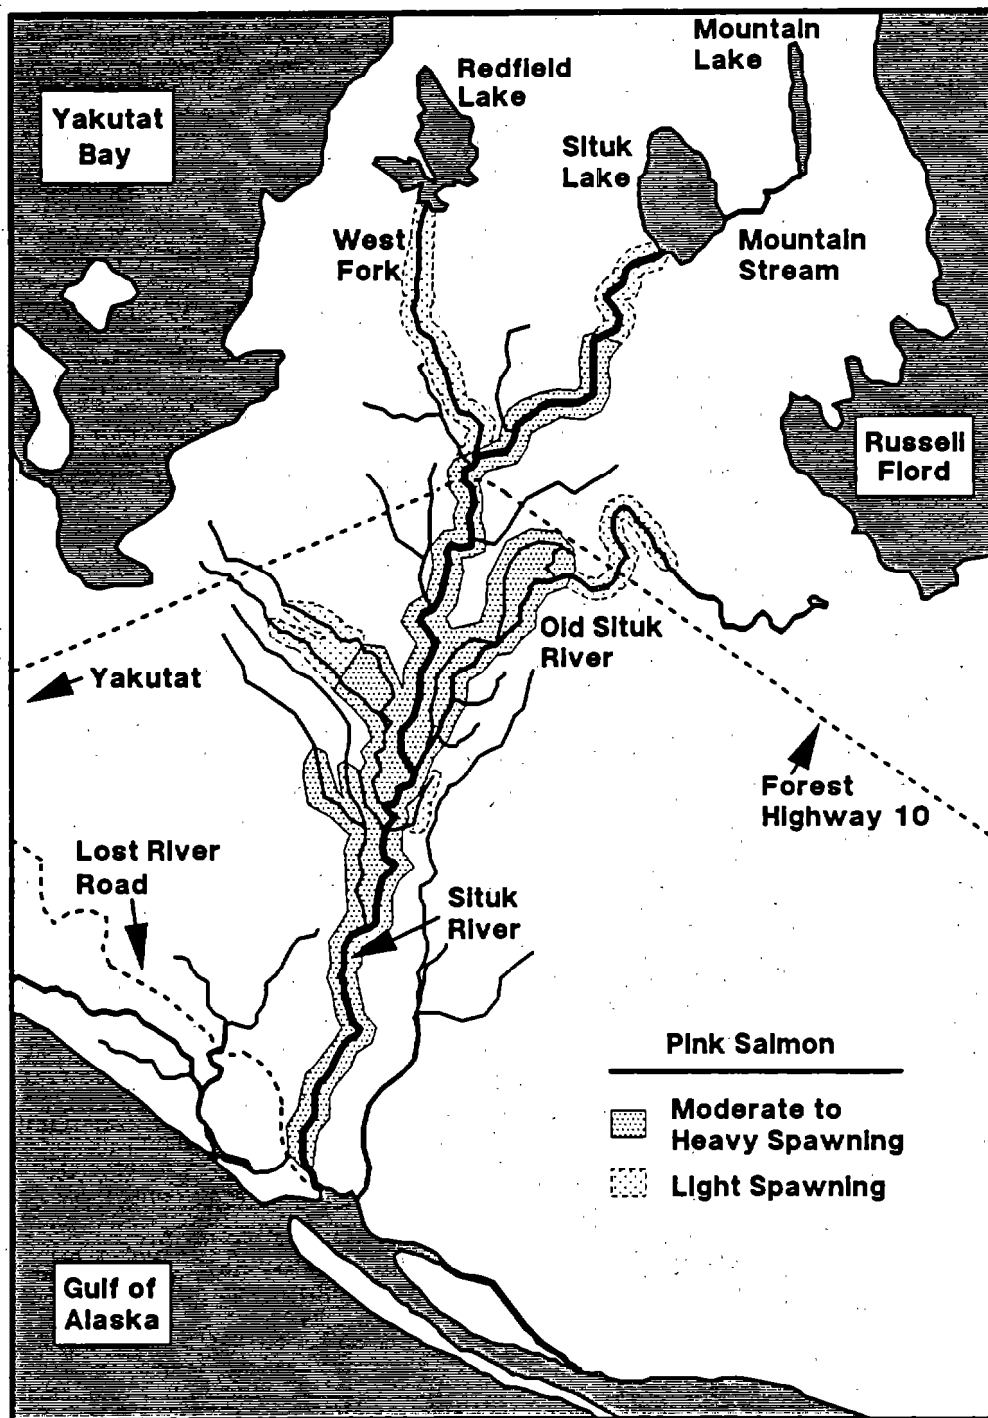 Mountain
Lake
Redfield
Lake
Yakutat
Bay
Situk
Lake
West
Fork
Mountain
Stream
Russell
Fiord
Old Situk
River
Yakutat
Forest
Highway 10
Lost River
Road
Situk
River
Pink Salmon
Moderate to
Heavy Spawning
Light Spawning
Gulf of
Alaska